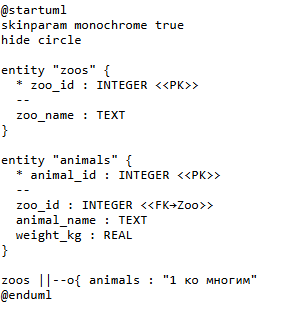 @startuml
skinparam monochrome true
hide circle
entity "zoos" {
* zoo_id : INTEGER <<PK>>
--
zoo_name : TEXT
}
entity "animals" {
* animal_id : INTEGER <<PK>>
--
zoo_id : INTEGER <<FK→Zoo>>
animal_name : TEXT
weight_kg : REAL
}
zoos ||--o{ animals : "1 ко многим"
@enduml